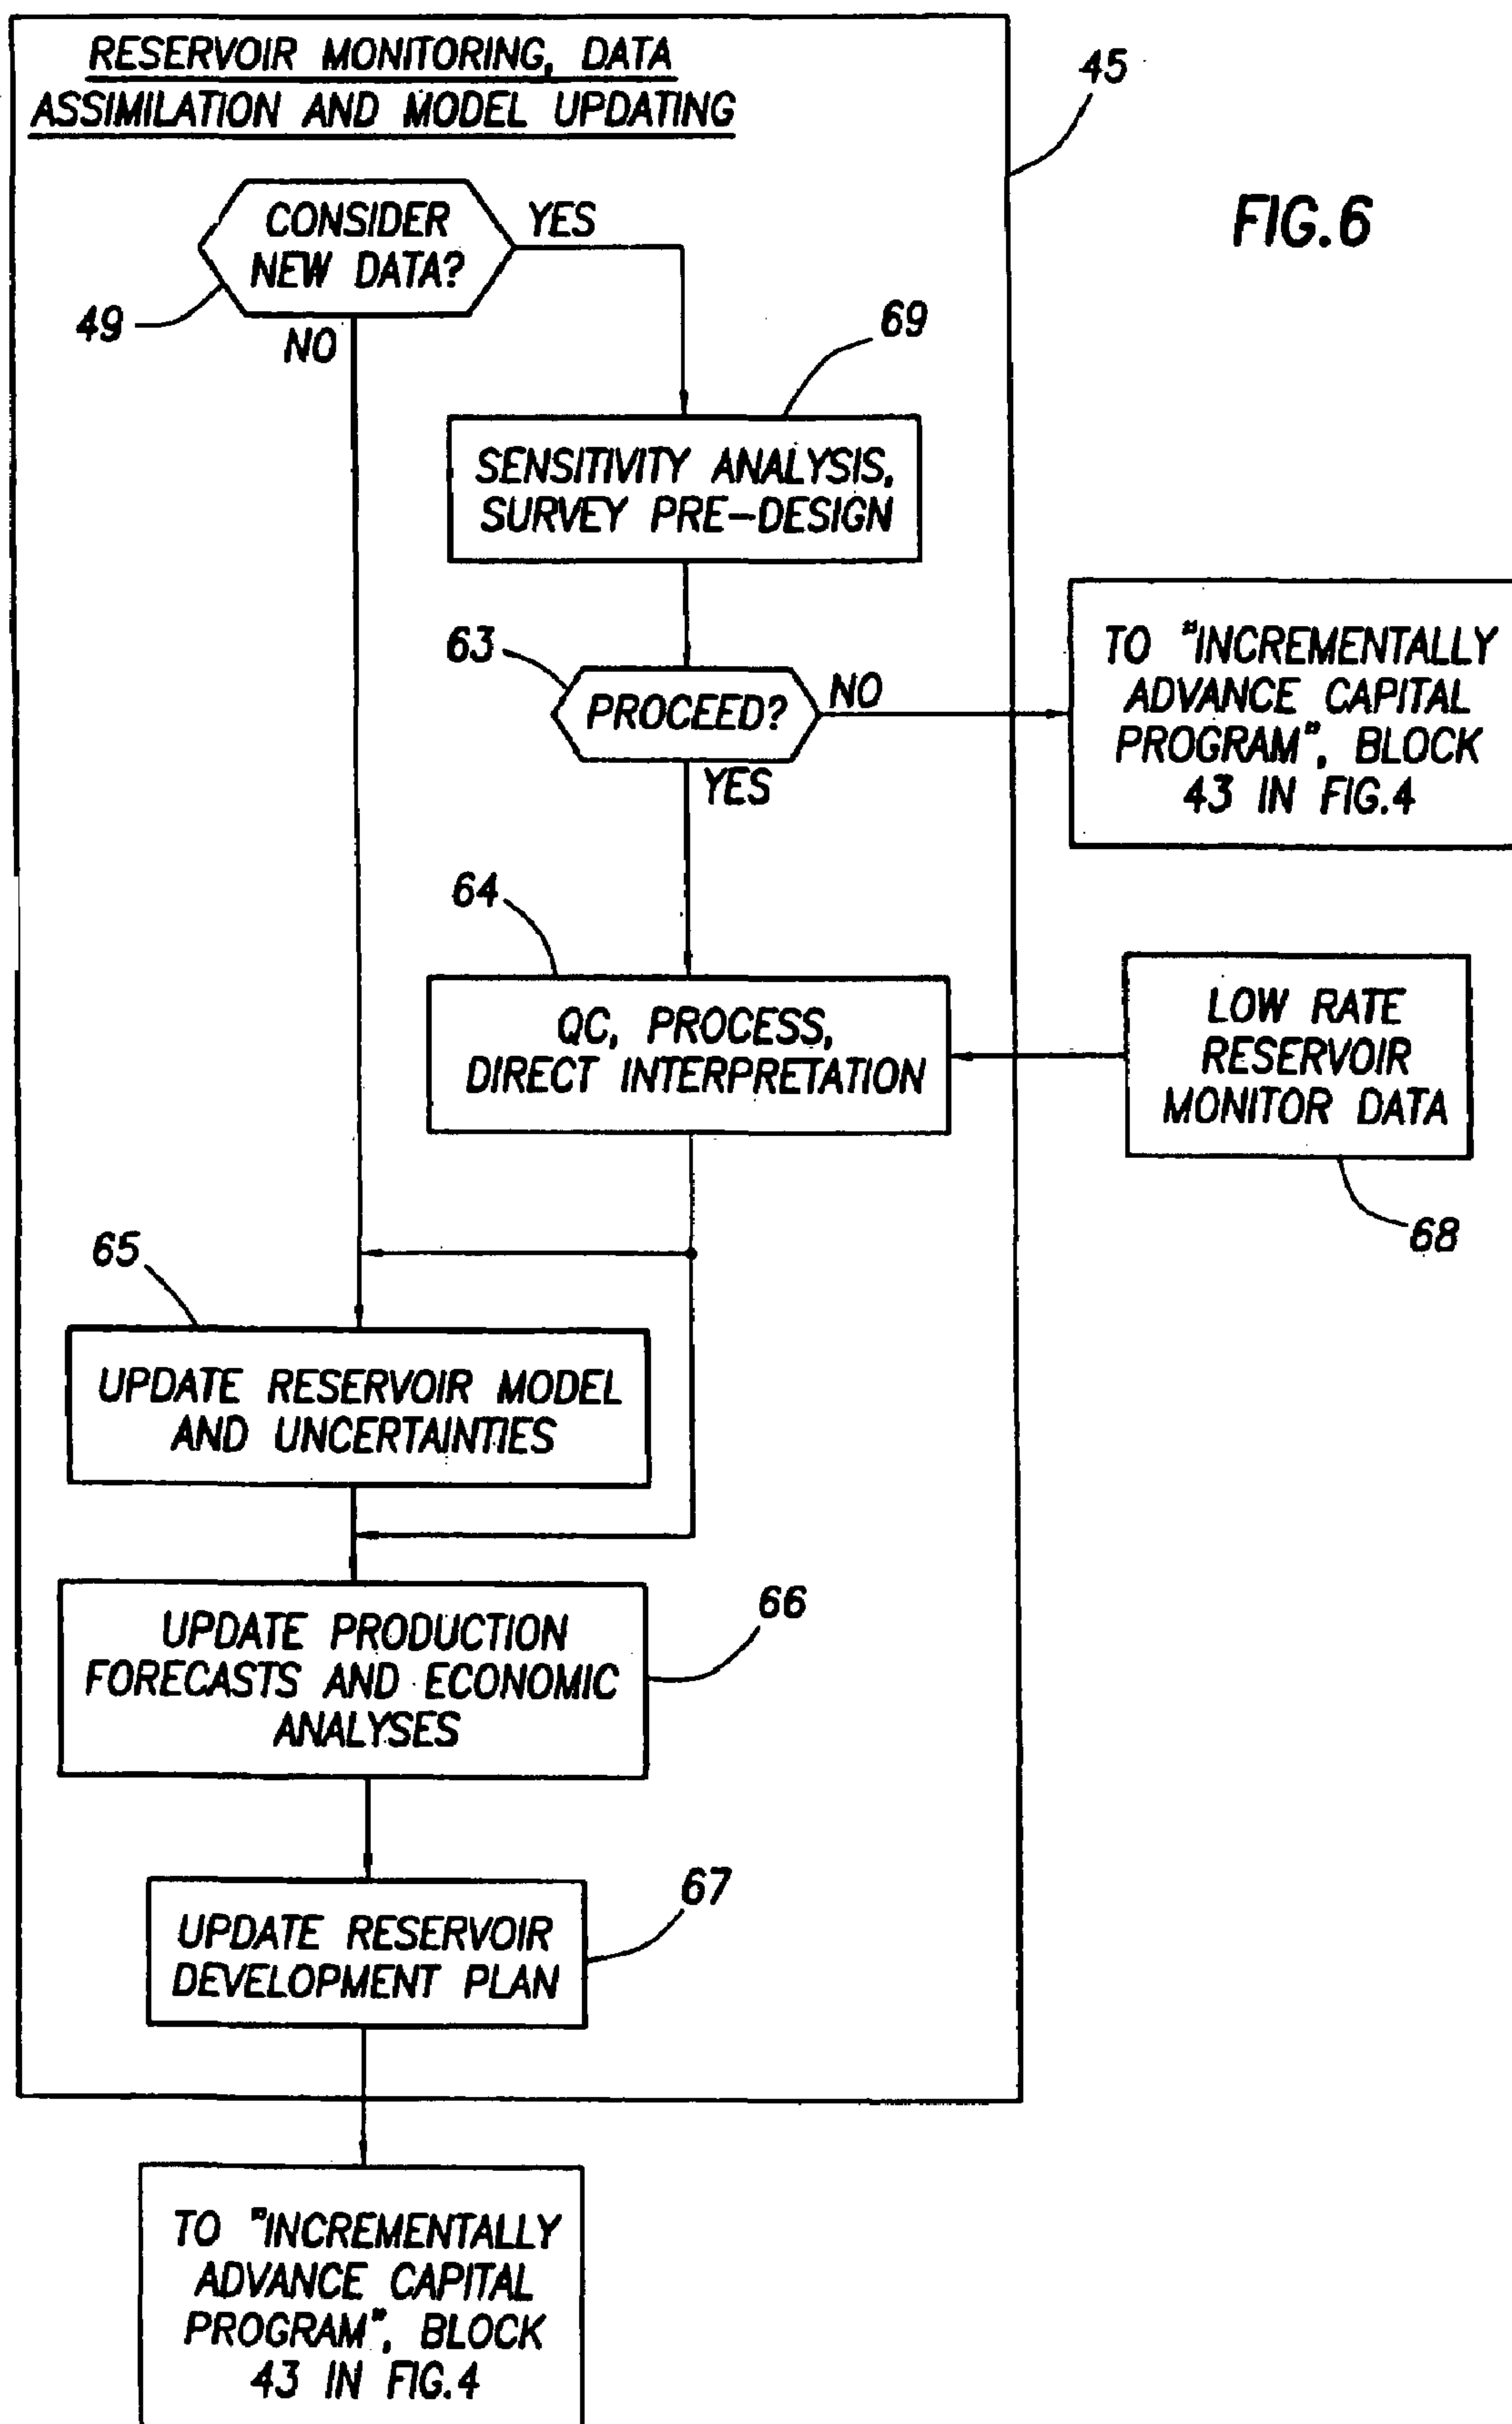 RESERVOIR MONITORING, DATA
ASSIMILATION AND MODEL UPDATING
45
FIG.6
CONSIDER
NEW DATA?
YES
49
NO
69
SENSITIVITY ANALYSIS,
SURVEY PRE-DESIGN
63
PROCEED?
NO
YES
TO "INCREMENTALLY
ADVANCE CAPITAL
PROGRAM", BLOCK
43 IN FIG.4
64
QC, PROCESS,
DIRECT INTERPRETATION
LOW RATE
RESERVOIR
MONITOR DATA
68
65
UPDATE RESERVOIR MODEL
AND UNCERTAINTIES
66
UPDATE PRODUCTION
FORECASTS AND ECONOMIC
ANALYSES
67
UPDATE RESERVOIR
DEVELOPMENT PLAN
TO "INCREMENTALLY
ADVANCE CAPITAL
PROGRAM", BLOCK
43 IN FIG.4